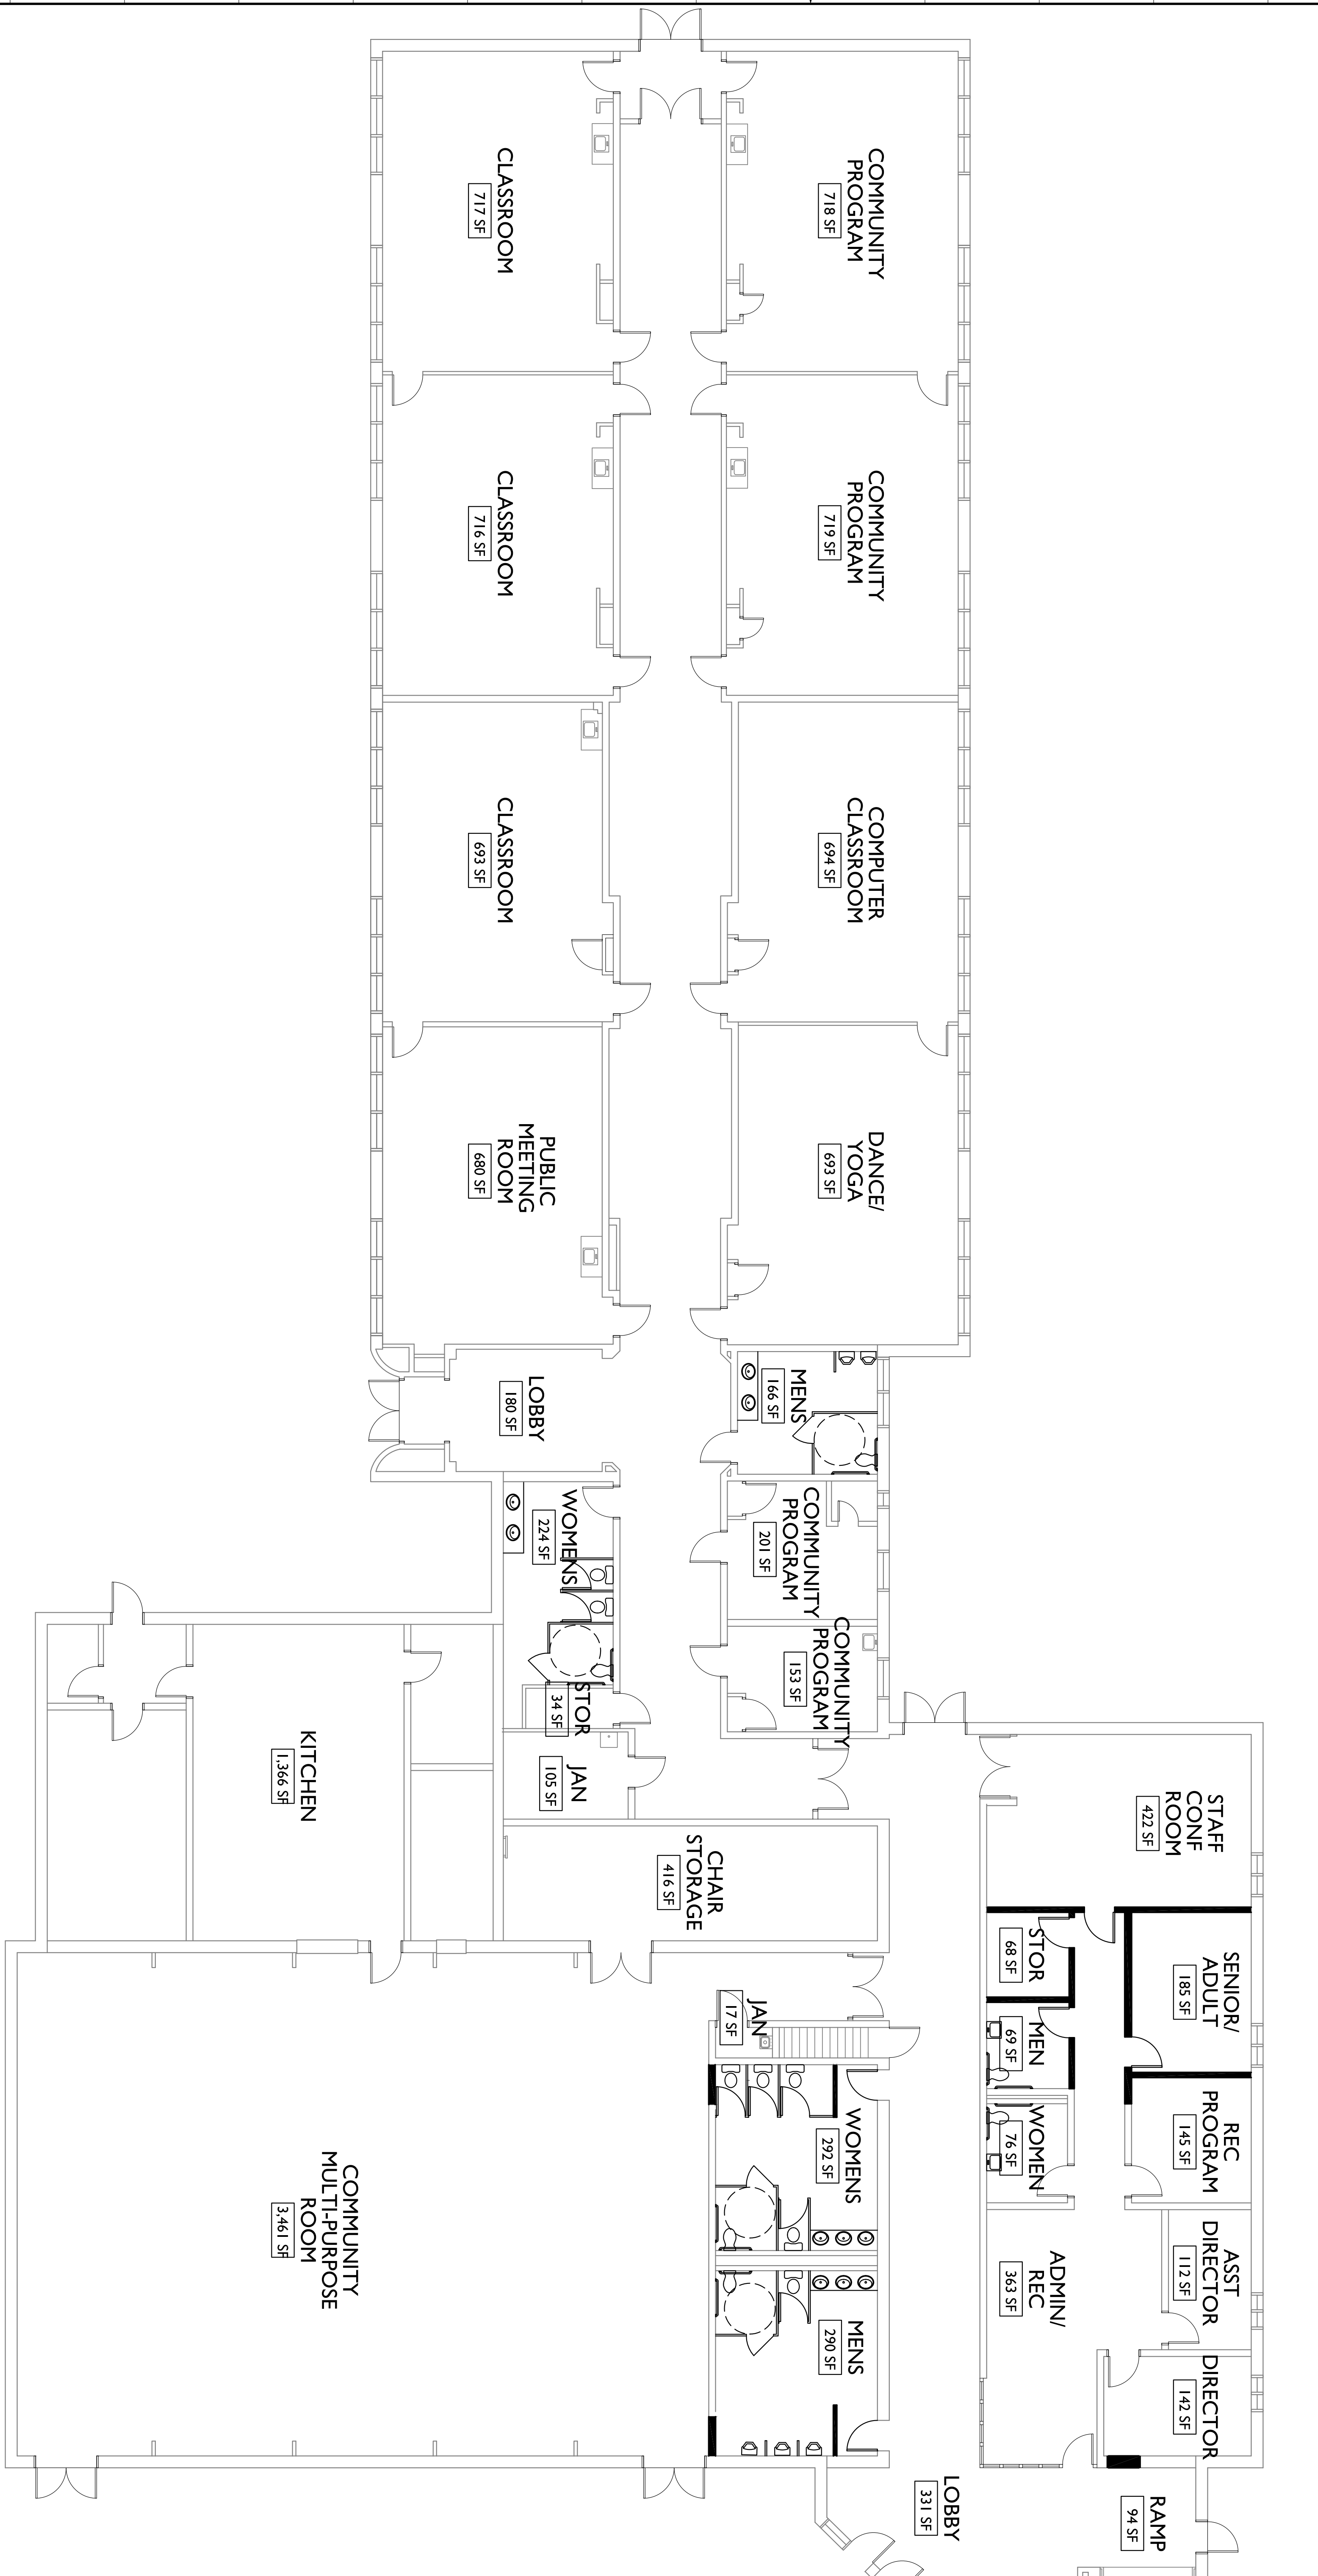 COMMUNITY
PROGRAM
718 SF
CLASSROOM
717 SF
COMMUNITY
PROGRAM
719 SF
CLASSROOM
716 SF
COMPUTER
CLASSROOM
694 SF
CLASSROOM
693 SF
DANCE/
YOGA
693 SF
PUBLIC
MEETING
ROOM
680 SF
MENS
166 SF
LOBBY
180 SF
COMMUNITY
PROGRAM
201 SF
WOMENS
224 SF
COMMUNITY
PROGRAM
153 SF
STOR
34 SF
JAN
105 SF
KITCHEN
1,366 SF
CHAIR
STORAGE
416 SF
STAFF
CONF
ROOM
422 SF
STOR
68 SF
SENIOR/
ADULT
185 SF
JAN
17 SF
MEN
69 SF
WOMEN
76 SF
REC
PROGRAM
145 SF
WOMENS
292 SF
COMMUNITY
MULTI-PURPOSE
ROOM
3,461 SF
ADMIN/
REC
363 SF
ASST
DIRECTOR
112 SF
MENS
290 SF
DIRECTOR
142 SF
LOBBY
331 SF
RAMP
94 SF